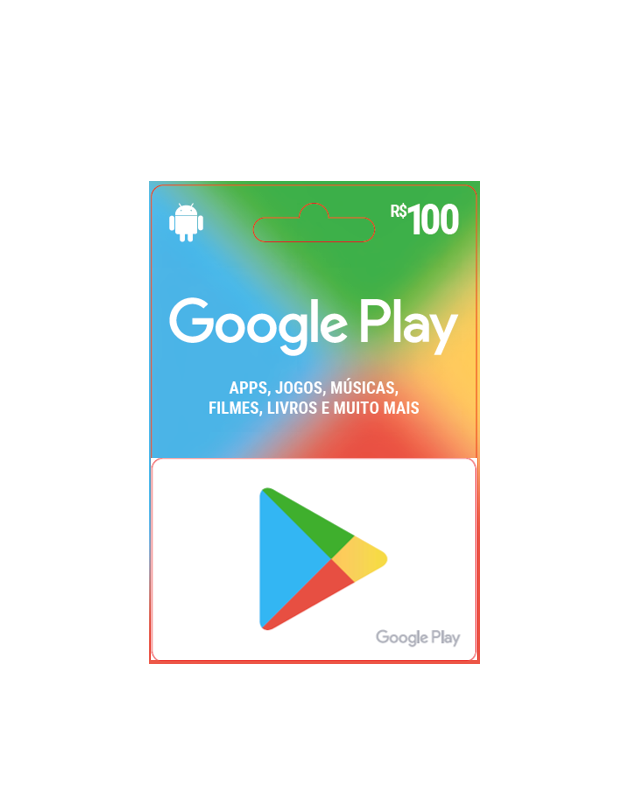 R$100
Google Play
APPS, JOGOS, MÚSICAS,
FILMES, LIVROS E MUITO MAIS
Google Play